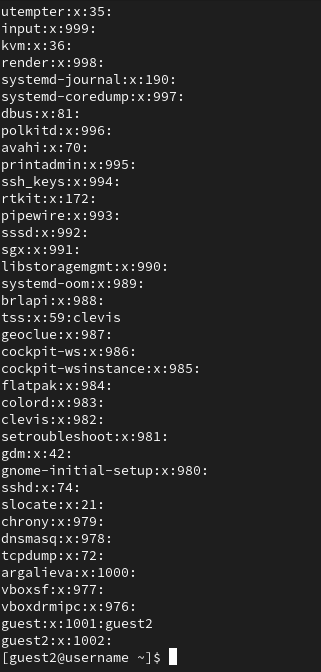 utempter:x:35:
input:x:999:
kvm:x:36:
render:x:998:
systemd-journal:x:190:
systemd-coredump:x:997:
dbus:x:81:
polkitd:x:996:
avahi:x:70:
printadmin:x:995:
ssh_keys:x:994:
rtkit:x:172:
pipewire:x:993:
sssd:x:992:
sgx:x:991:
libstoragemgmt:x:990:
systemd-oom:x:989:
brlapi:x:988:
tss:x:59:clevis
geoclue:x:987:
cockpit-ws:x:986:
cockpit-wsinstance:x:985:
flatpak:x:984:
colord:x:983:
clevis:x:982:
setroubleshoot:x:981:
gdm:x:42:
gnome-initial-setup:x:980:
sshd:x:74:
slocate:x:21:
chrony:x:979:
dnsmasq:x:978:
tcpdump:x:72:
argalieva:x:1000:
vboxsf:x:977:
vboxdrmipc:x:976:
guest:x:1001:guest2
guest2:x:1002:
[guest2@username ~]$